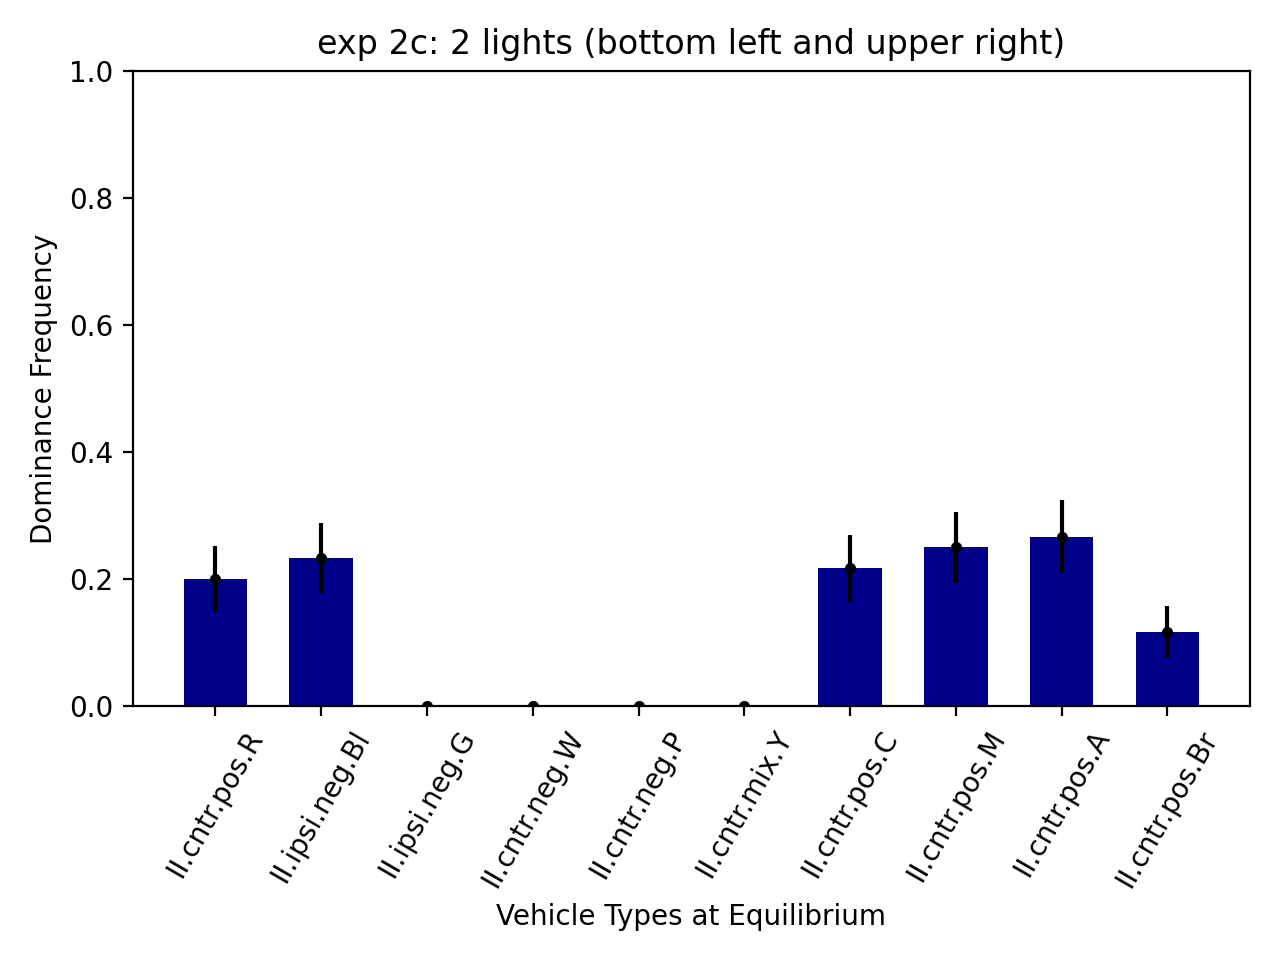 exp 2c: 2 lights (bottom left and upper right)
1.0
0.8
0.6
0.4
0.2
0.0
Dominance Frequency
II.cntr.pos.R
II.ipsi.neg.Bl
II.ipsi.neg.G
II.cntr.neg.W
II.cntr.neg.P
II.cntr.mix.Y
II.cntr.pos.C
II.cntr.pos.M
II.cntr.pos.A
II.cntr.pos.Br
Vehicle Types at Equilibrium